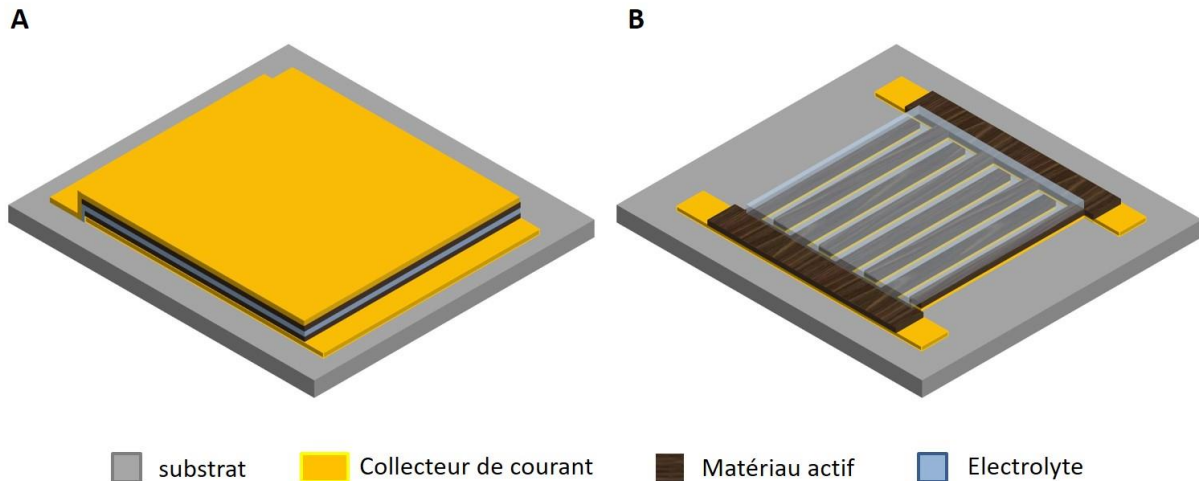 A
B
substrat
Collecteur de courant
Matériau actif
Electrolyte